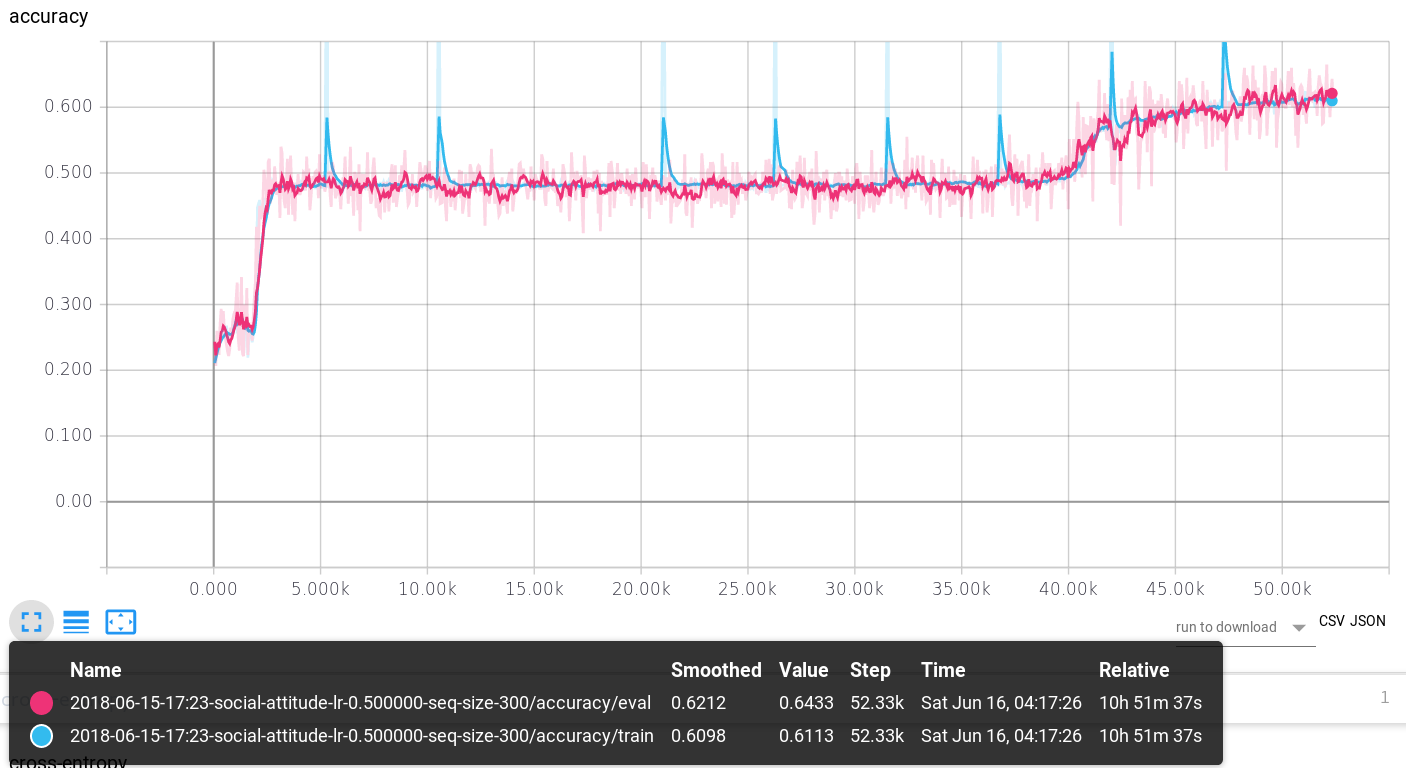 accuracy
0.600
0.500
0.400
0.300
0.200
0.100
0.00
0.000 5.000k 10.00k 15.00k 20.00k 25.00k 30.00k 35.00k 40.00k 45.00k 50.00k
run to download CSV JSON
Name Smoothed Value Step Time Relative
2018-06-15-17:23-social-attitude-lr-0.500000-seq-size-300/accuracy/eval 0.6212 0.6433 52.33k Sat Jun 16, 04:17:26 10h 51m 37s
1
2018-06-15-17:23-social-attitude-lr-0.500000-seq-size-300/accuracy/train 0.6098 0.6113 52.33k Sat Jun 16, 04:17:26 10h 51m 37s
cross-entropy